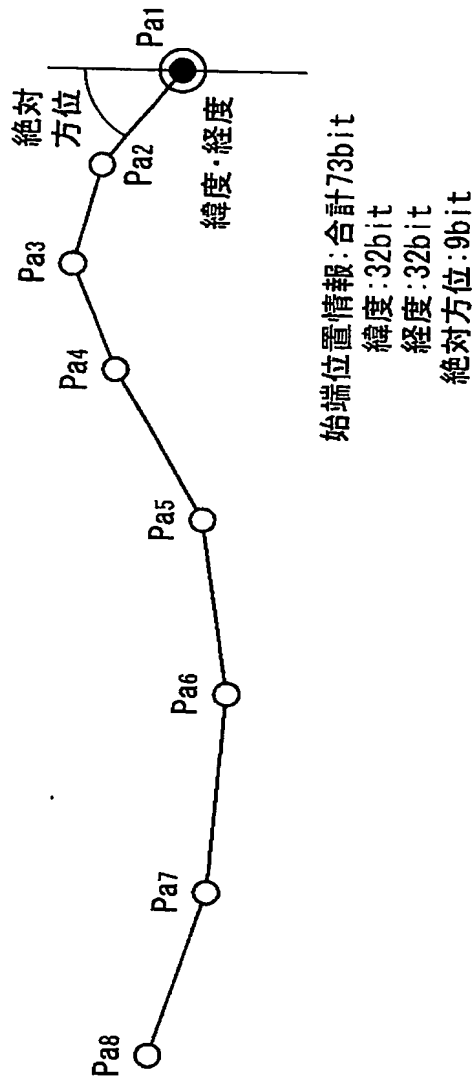 絶対
方位
Pa1
Pa2
Pa3
Pa4
Pa5
Pa6
Pa7
Pa8
緯度・経度
始端位置情報:合計73bit
緯度:32bit
経度:32bit
絶対方位:9bit